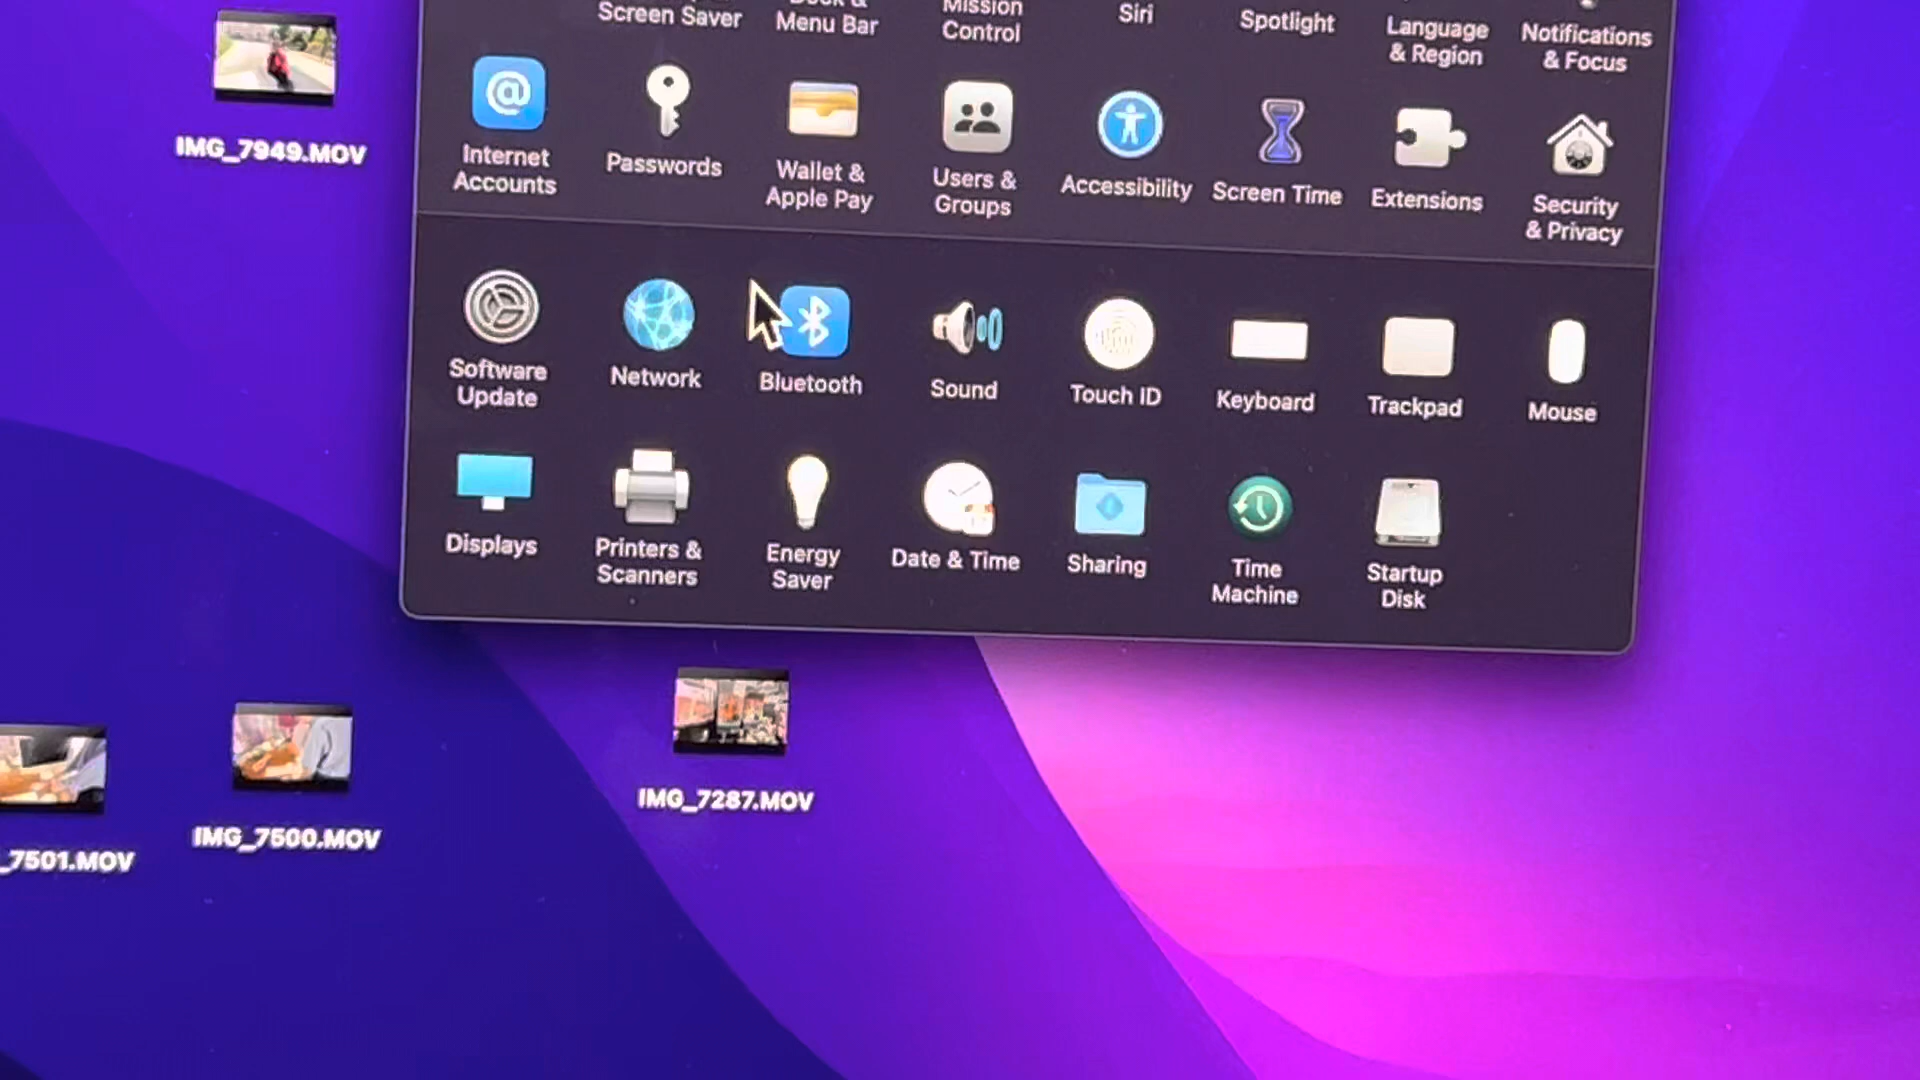 Screen Saver
Dock &
Menu Bar
Mission
Control
Siri
Spotlight
Language
& Region
Notifications
& Focus
IMG_7949.MOV
Internet
Accounts
Passwords
Wallet &
Apple Pay
Users &
Groups
Accessibility
Screen Time
Extensions
Security
& Privacy
Software
Update
Network
Bluetooth
Sound
Touch ID
Keyboard
Trackpad
Mouse
Displays
Printers &
Scanners
Energy
Saver
Date & Time
Sharing
Time
Machine
Startup
Disk
_7501.MOV
IMG_7500.MOV
IMG_7287.MOV